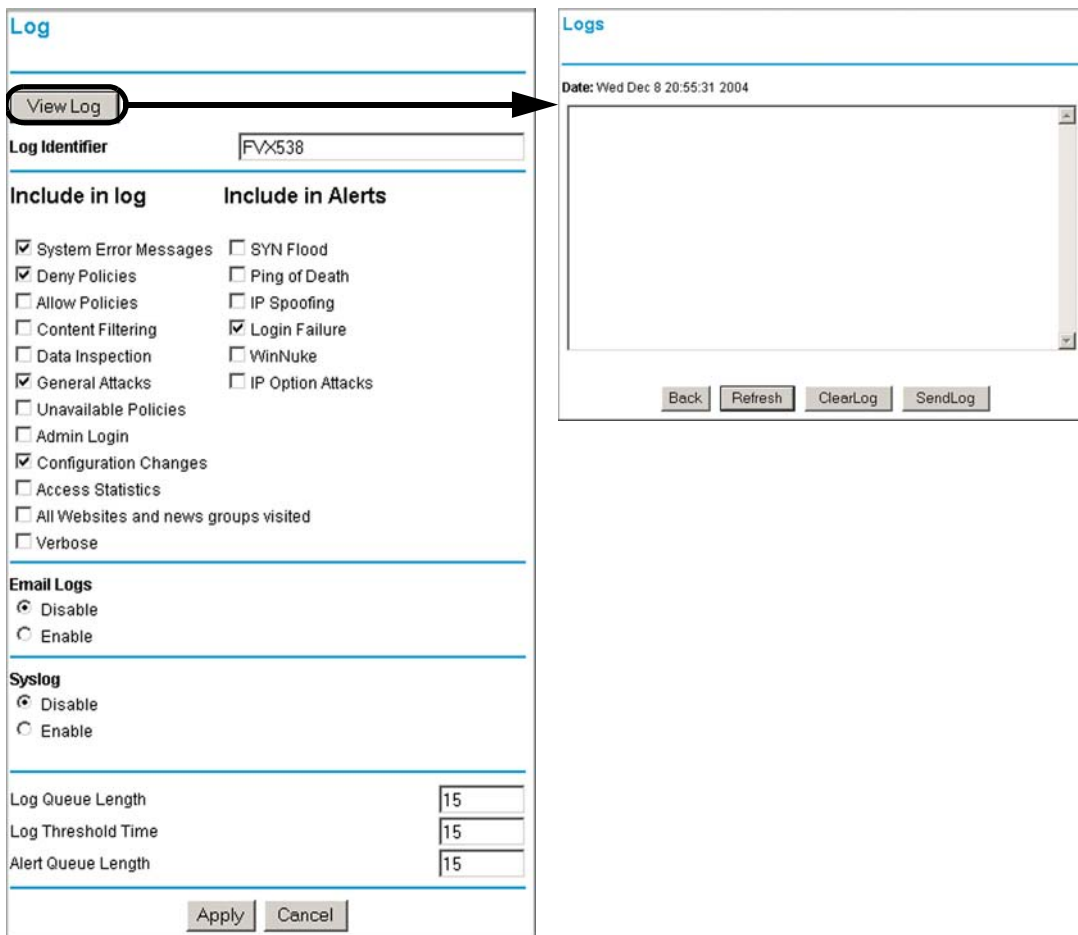 Log
View Log
Log Identifier FVX538
Include in log Include in Alerts
System Error Messages SYN Flood
Deny Policies Ping of Death
Allow Policies IP Spoofing
Content Filtering Login Failure
Data Inspection WinNuke
General Attacks IP Option Attacks
Unavailable Policies
Admin Login
Configuration Changes
Access Statistics
All Websites and news groups visited
Verbose
Email Logs
Disable
Enable
Syslog
Disable
Enable
Log Queue Length 15
Log Threshold Time 15
Alert Queue Length 15
Apply Cancel
Logs
Date: Wed Dec 8 20:55:31 2004
Back Refresh ClearLog SendLog